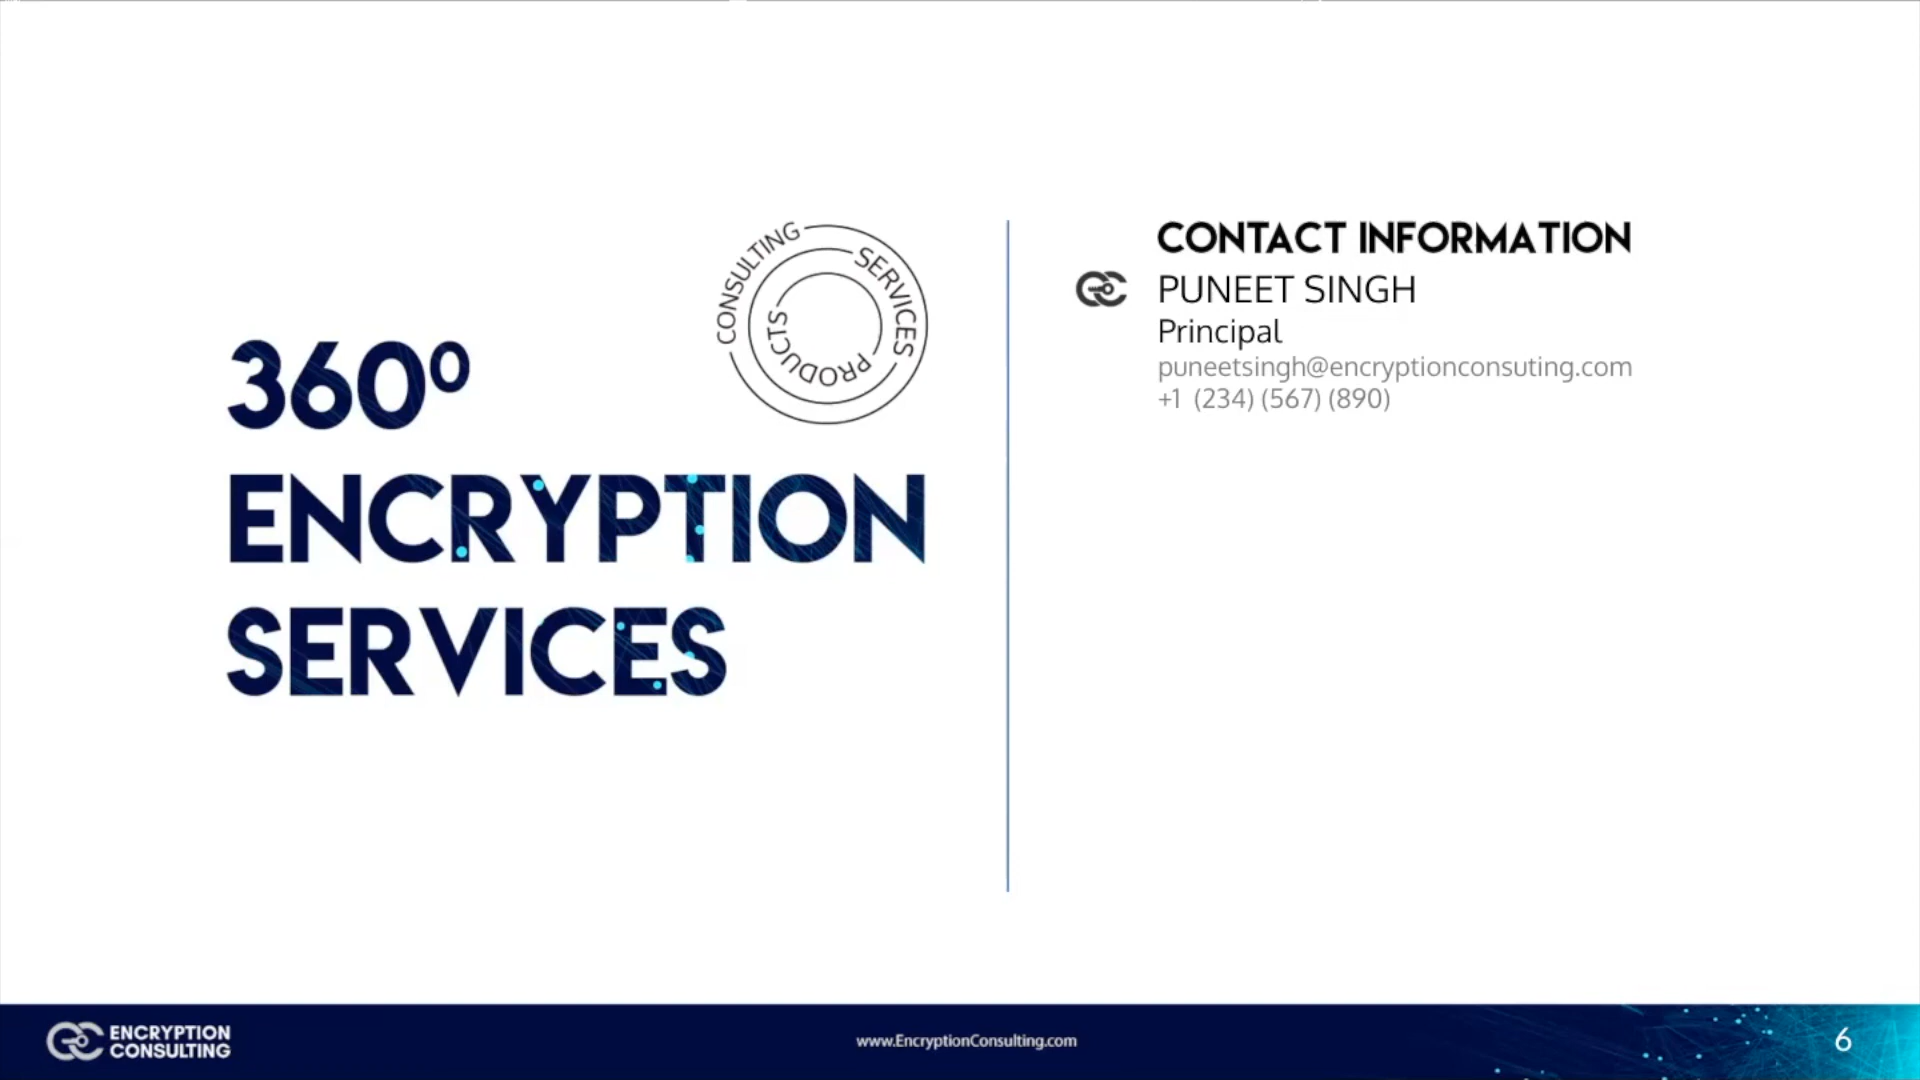 360º
ENCRYPTION
SERVICES
CONSULTING
SERVICES
PRODUCTS
CONTACT INFORMATION
PUNEET SINGH
Principal
puneetsingh@encryptionconsuting.com
+1 (234) (567) (890)
ENCRYPTION
CONSULTING
www.EncryptionConsulting.com
6